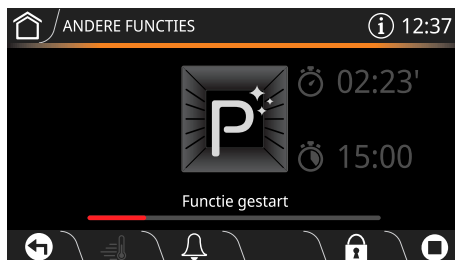 ANDERE FUNCTIES
12:37
02:23'
P
15:00
Functie gestart